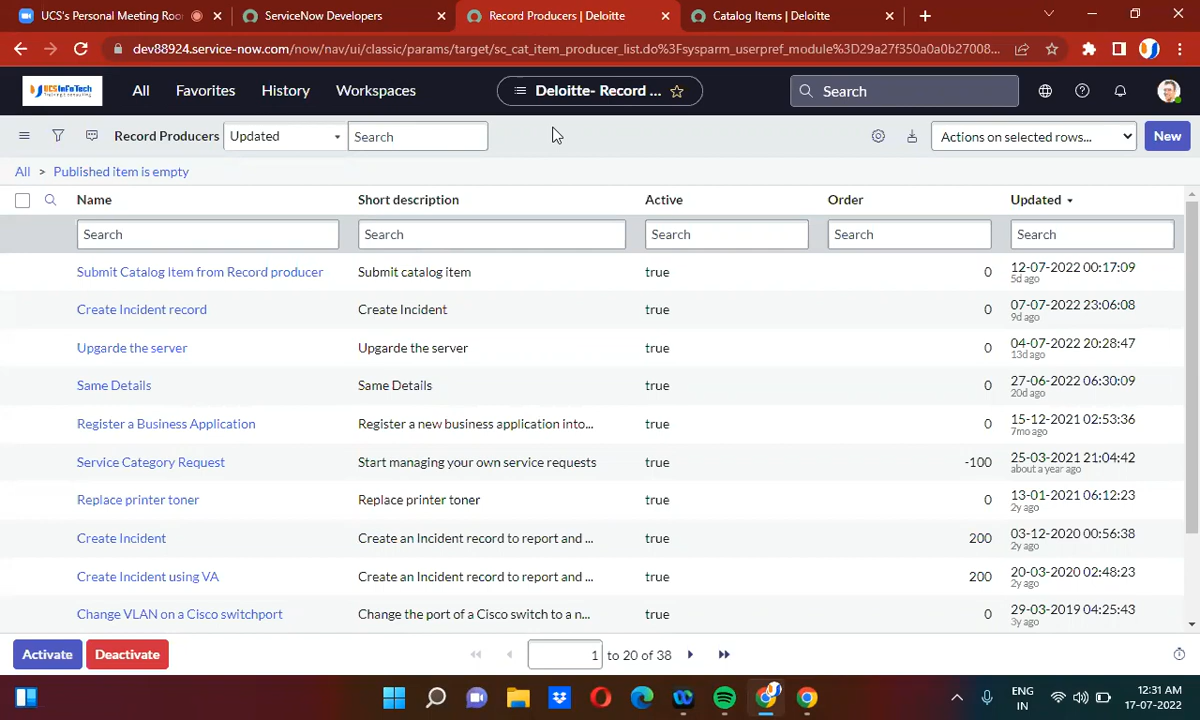 UCS's Personal Meeting Roo
ServiceNow Developers
Record Producers | Deloitte
Catalog Items | Deloitte
dev88924.service-now.com/now/nav/ui/classic/params/target/sc_cat_item_producer_list.do%3Fsysparm_userpref_module%3D29a27f350a0a0b27008...
UCSInfoTech
All
Favorites
History
Workspaces
Deloitte- Record ...
Search
Record Producers
Updated
Search
Actions on selected rows...
New
All > Published item is empty
Name
Short description
Active
Order
Updated
Search
Search
Search
Search
Search
Submit Catalog Item from Record producer
Submit catalog item
true
0
12-07-2022 00:17:09
5d ago
Create Incident record
Create Incident
true
0
07-07-2022 23:06:08
9d ago
Upgarde the server
Upgarde the server
true
0
04-07-2022 20:28:47
13d ago
Same Details
Same Details
true
0
27-06-2022 06:30:09
20d ago
Register a Business Application
Register a new business application into...
true
0
15-12-2021 02:53:36
7mo ago
Service Category Request
Start managing your own service requests
true
-100
25-03-2021 21:04:42
about a year ago
Replace printer toner
Replace printer toner
true
0
13-01-2021 06:12:23
2y ago
Create Incident
Create an Incident record to report and ...
true
200
03-12-2020 00:56:38
2y ago
Create Incident using VA
Create an Incident record to report and ...
true
200
20-03-2020 02:48:23
2y ago
Change VLAN on a Cisco switchport
Change the port of a Cisco switch to a n...
true
0
29-03-2019 04:25:43
3y ago
Activate
Deactivate
1 to 20 of 38
ENG
IN
12:31 AM
17-07-2022